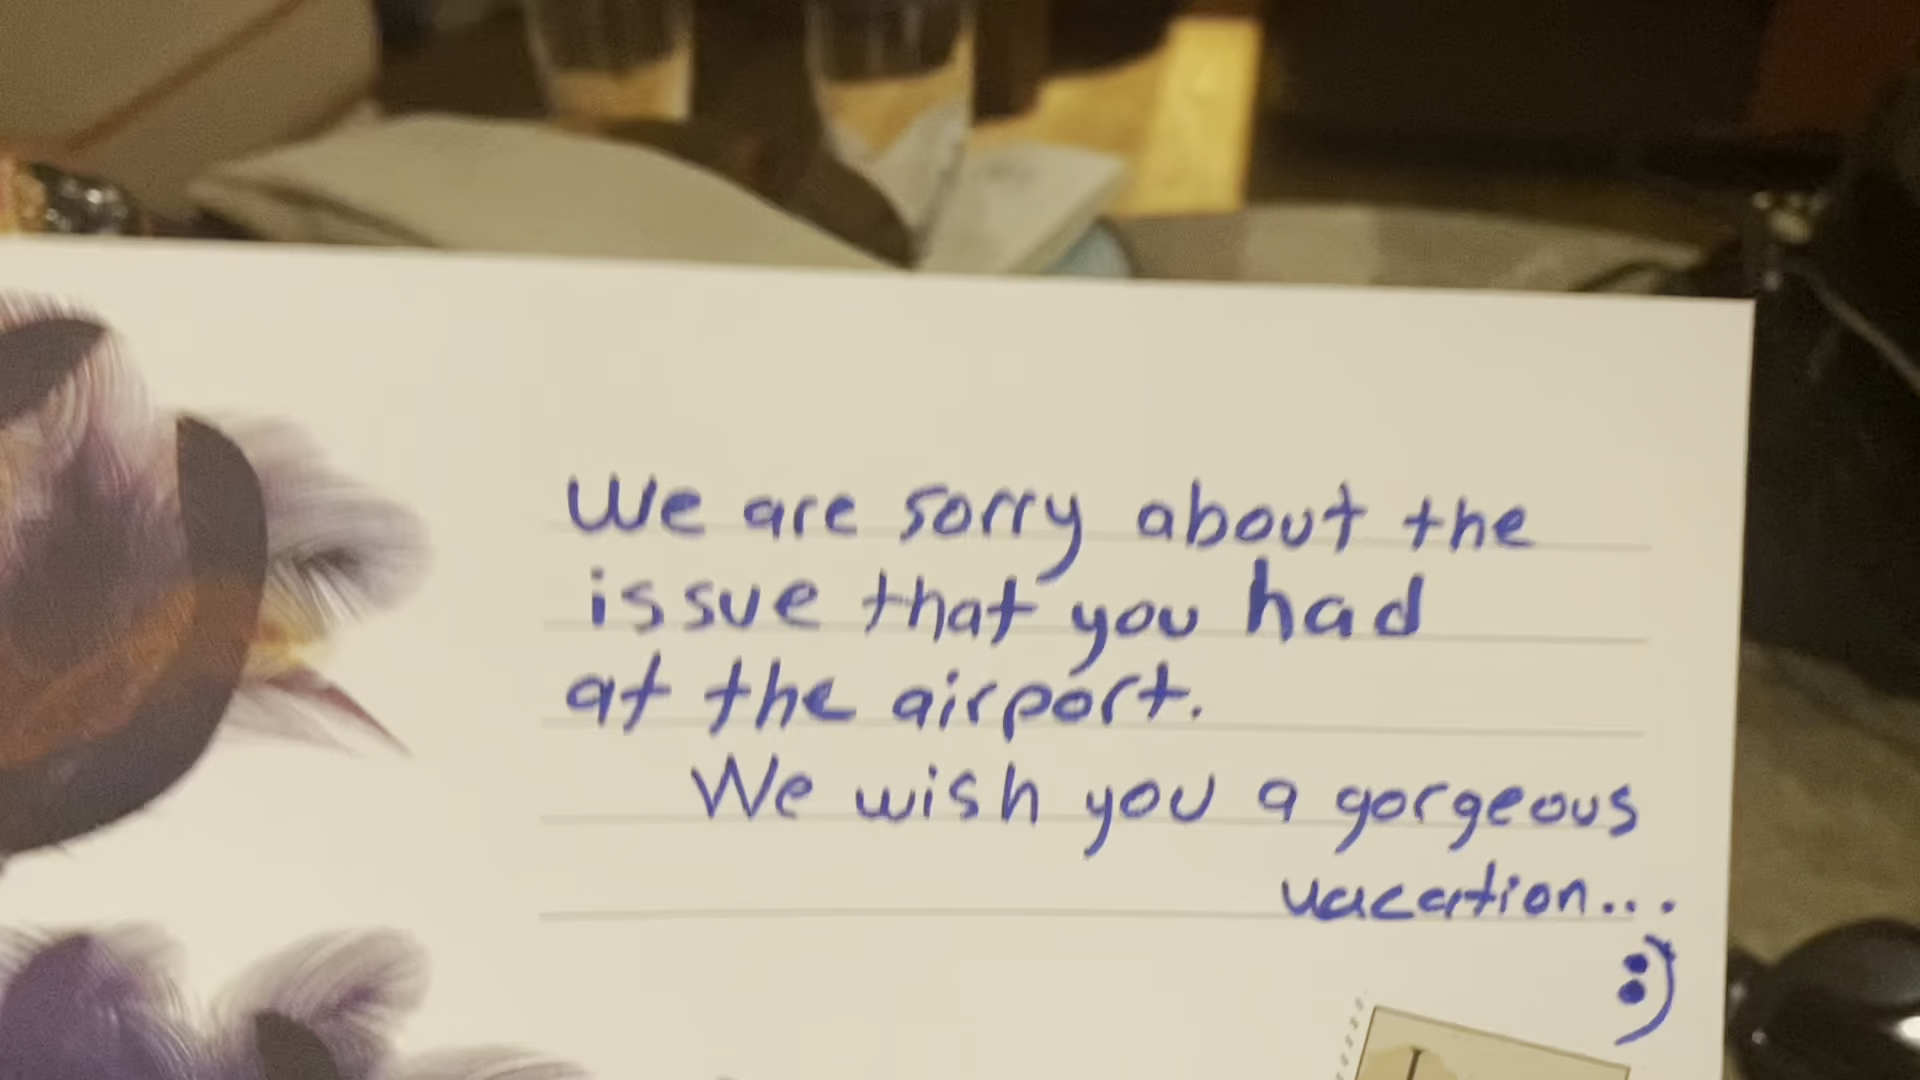 We are sorry about the
issue that you had
at the airport.
We wish you a gorgeous
vacation...
:)